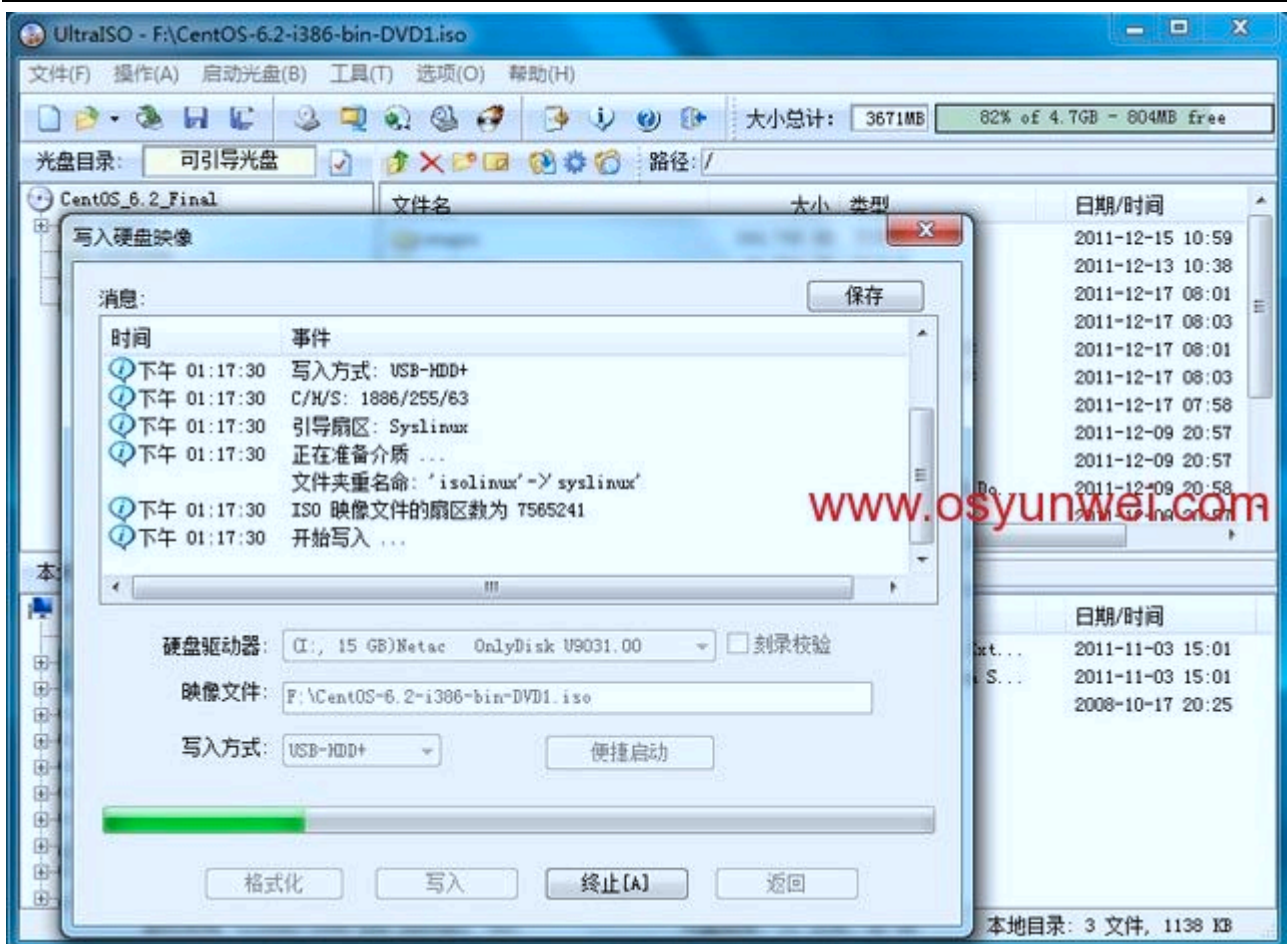 UltraISO - F:\CentOS-6.2-i386-bin-DVD1.iso
文件(F) 操作(A) 启动光盘(B) 工具(T) 选项(O) 帮助(H)
大小总计: 3671MB 82% of 4.7GB - 804MB free
光盘目录: 可引导光盘 路径: /
CentOS_6.2_Final 文件名 大小 类型 日期/时间
2011-12-15 10:59
2011-12-13 10:38
2011-12-17 08:01
2011-12-17 08:03
2011-12-17 08:01
2011-12-17 08:03
2011-12-17 07:58
2011-12-09 20:57
2011-12-09 20:57
Do... 2011-12-09 20:58
www.osyunwei.com
写入硬盘映像
消息: 保存
时间 事件
下午 01:17:30 写入方式: USB-HDD+
下午 01:17:30 C/H/S: 1886/255/63
下午 01:17:30 引导扇区: Syslinux
下午 01:17:30 正在准备介质 ...
文件夹重名命: 'isolinux'->'syslinux'
下午 01:17:30 ISO 映像文件的扇区数为 7565241
下午 01:17:30 开始写入 ...
硬盘驱动器: (I:, 15 GB)Netac OnlyDisk U9031.00 刻录校验
映像文件: F:\CentOS-6.2-i386-bin-DVD1.iso
写入方式: USB-HDD+ 便捷启动
格式化 写入 终止[A] 返回
日期/时间
2011-11-03 15:01
2011-11-03 15:01
2008-10-17 20:25
本地目录: 3 文件, 1138 KB